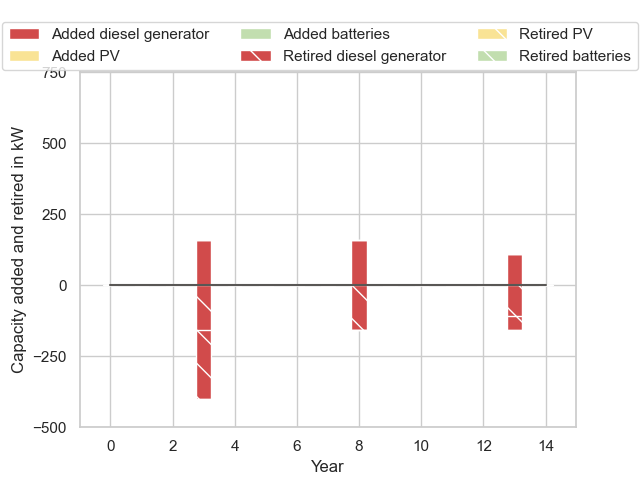 Added diesel generator Added batteries Retired PV
Added PV Retired diesel generator Retired batteries
750
500
250
0
−250
−500
Capacity added and retired in kW
0 2 4 6 8 10 12 14
Year